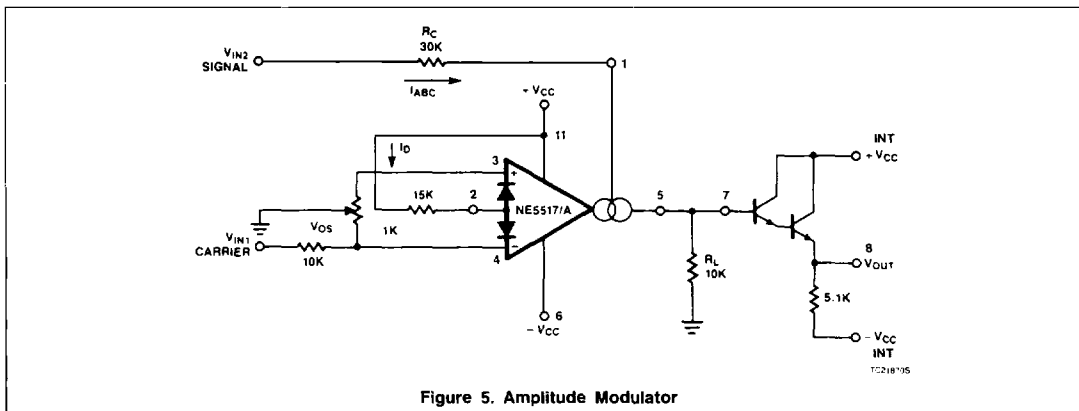 RC
30K
VIN2
SIGNAL
1
IABC
+ VCC
11
INT
+ VCC
ID
3
+
15K
2
NE5517/A
5
7
VOS
1K
VIN1
CARRIER
10K
−
4
8
VOUT
RL
10K
5.1K
6
− VCC
− VCC
INT
Figure 5. Amplitude Modulator